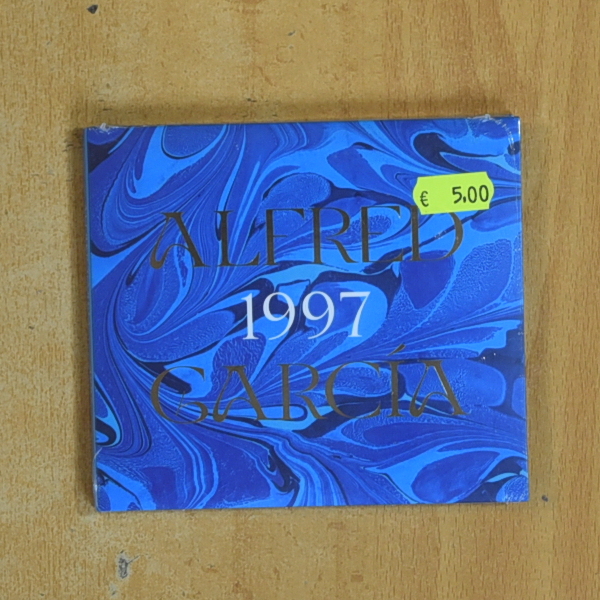 € 5,00
ALFRED
1997
GARCÍA